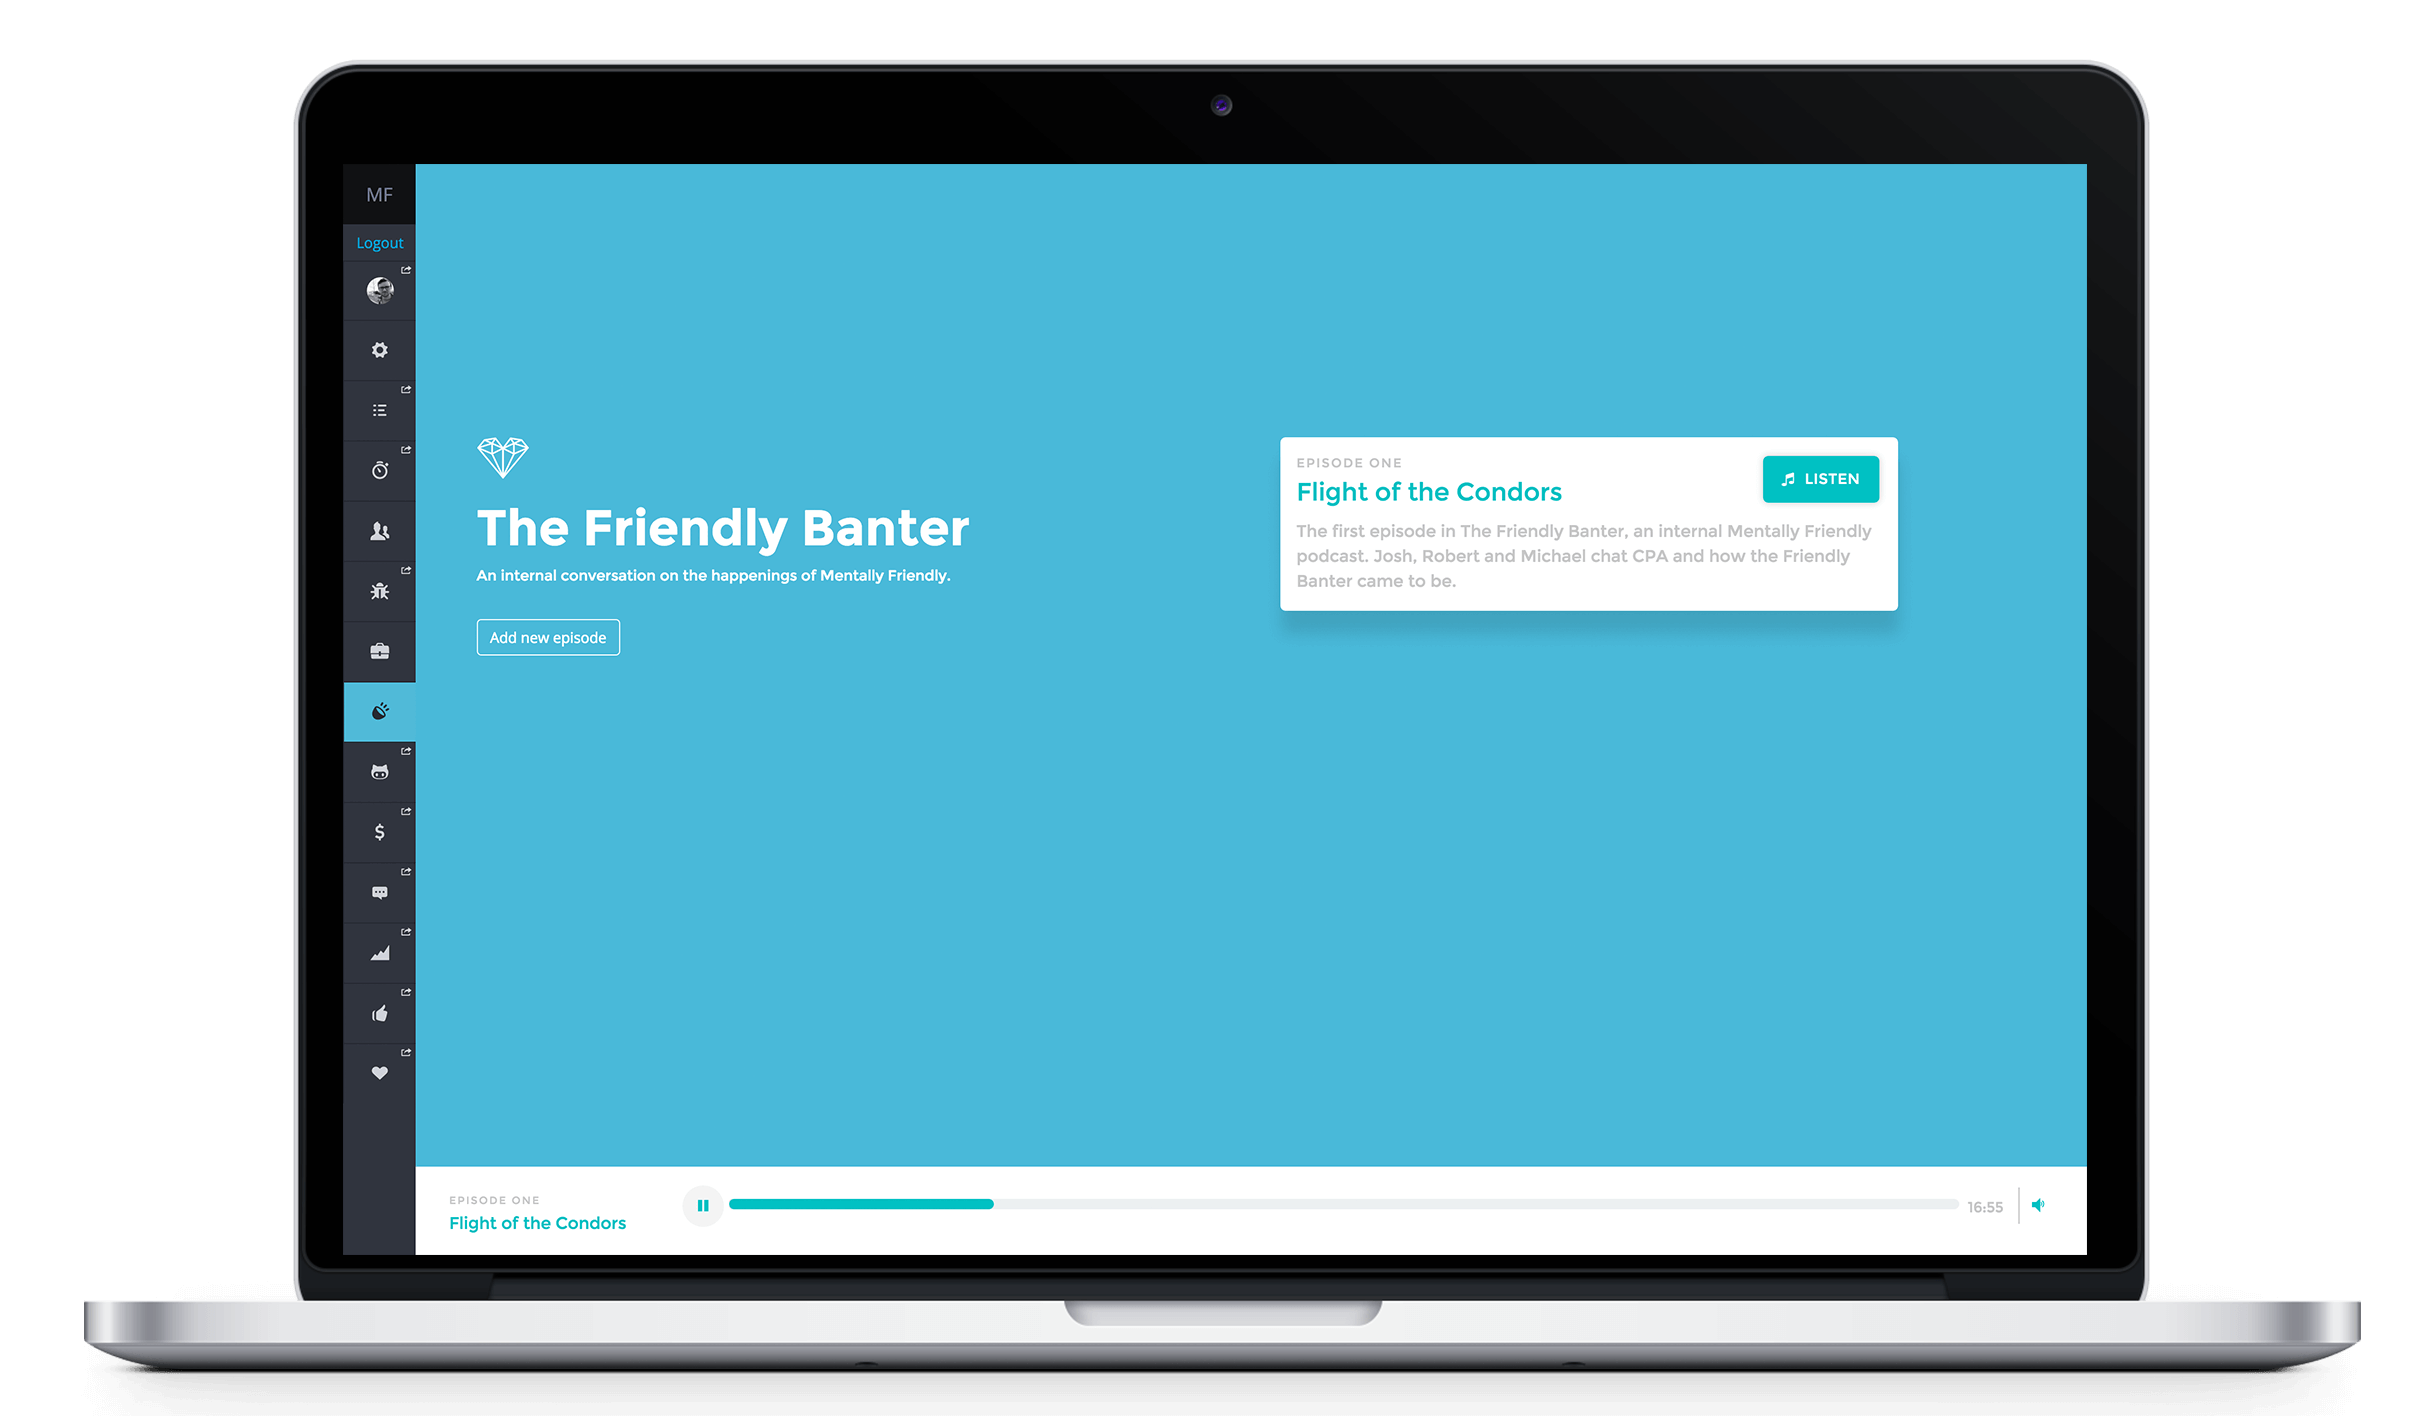 MF
Logout
The Friendly Banter
An internal conversation on the happenings of Mentally Friendly.
Add new episode
EPISODE ONE
Flight of the Condors
LISTEN
The first episode in The Friendly Banter, an internal Mentally Friendly
podcast. Josh, Robert and Michael chat CPA and how the Friendly
Banter came to be.
$
EPISODE ONE
Flight of the Condors
16:55